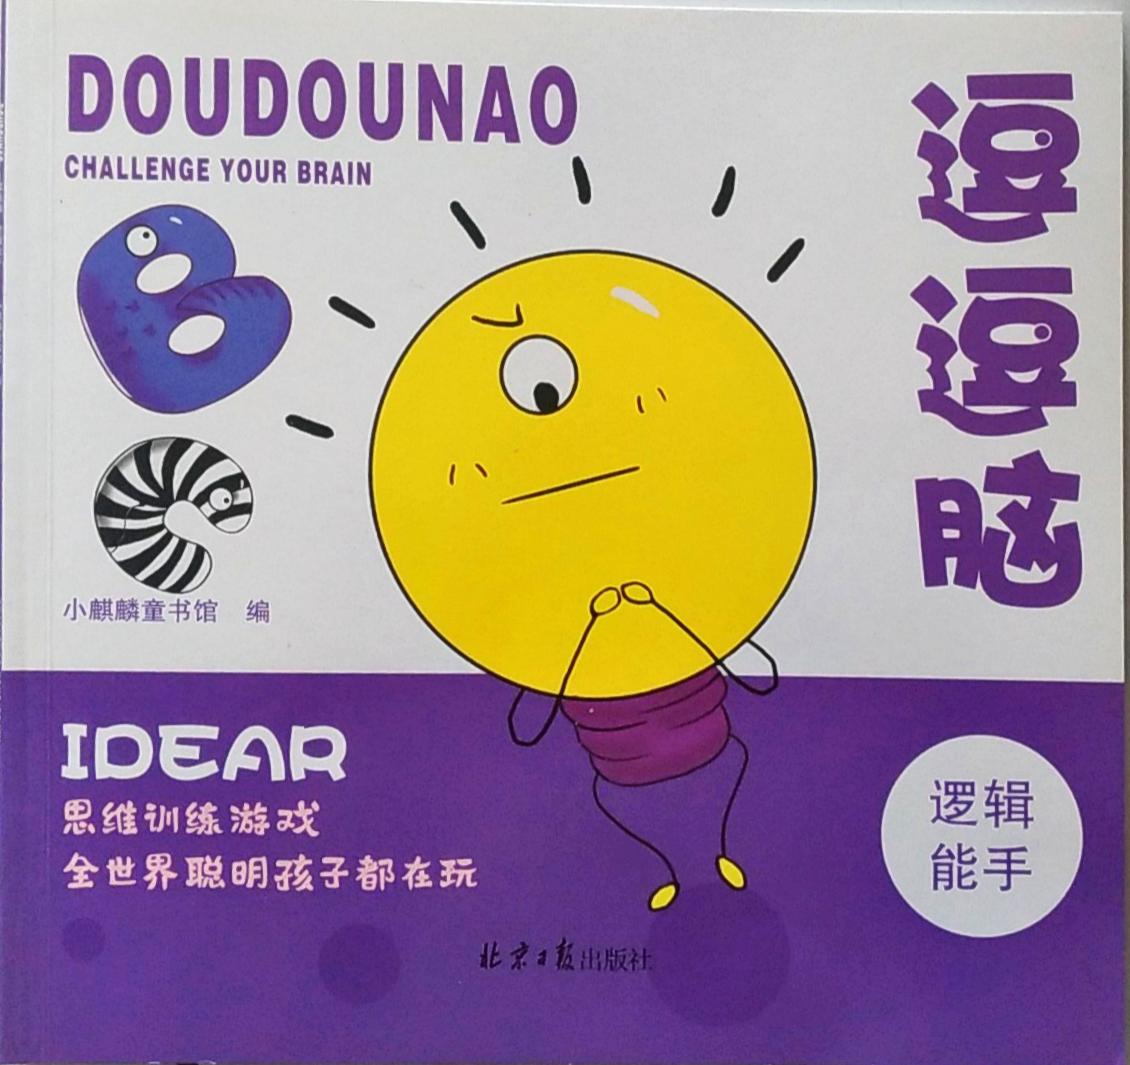 DOUDOUNAO
CHALLENGE YOUR BRAIN
逗逗脑
小麒麟童书馆 编
IDEAR
思维训练游戏
全世界聪明孩子都在玩
逻辑
能手
北京日报出版社